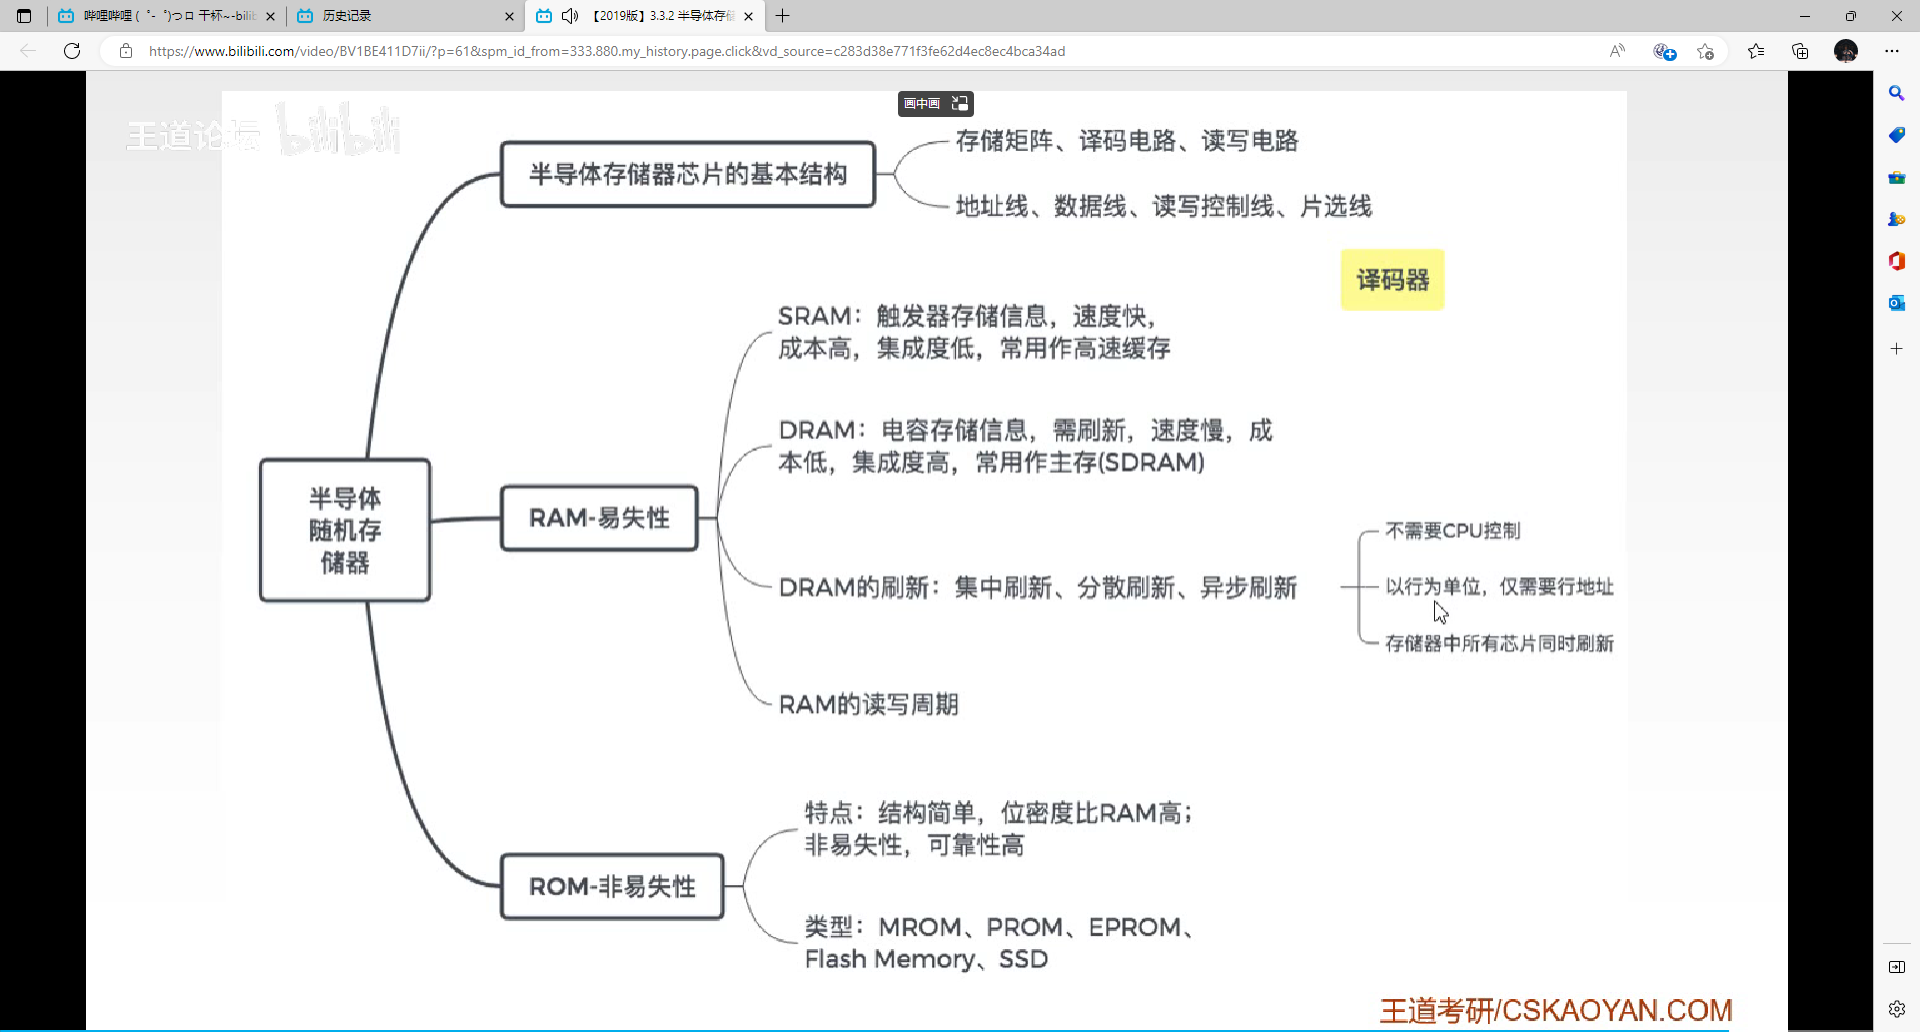 哔哩哔哩 (゜-゜)つロ 干杯~-bilib
历史记录
【2019版】3.3.2 半导体存储
https://www.bilibili.com/video/BV1BE411D7ii/?p=61&spm_id_from=333.880.my_history.page.click&vd_source=c283d38e771f3fe62d4ec8ec4bca34ad
画中画
王道论坛 bilibili
半导体存储器芯片的基本结构
存储矩阵、译码电路、读写电路
地址线、数据线、读写控制线、片选线
译码器
SRAM：触发器存储信息，速度快，
成本高，集成度低，常用作高速缓存
DRAM：电容存储信息，需刷新，速度慢，成
本低，集成度高，常用作主存(SDRAM)
半导体
随机存
储器
RAM-易失性
DRAM的刷新：集中刷新、分散刷新、异步刷新
不需要CPU控制
以行为单位，仅需要行地址
存储器中所有芯片同时刷新
RAM的读写周期
ROM-非易失性
特点：结构简单，位密度比RAM高；
非易失性，可靠性高
类型：MROM、PROM、EPROM、
Flash Memory、SSD
王道考研/CSKAOYAN.COM